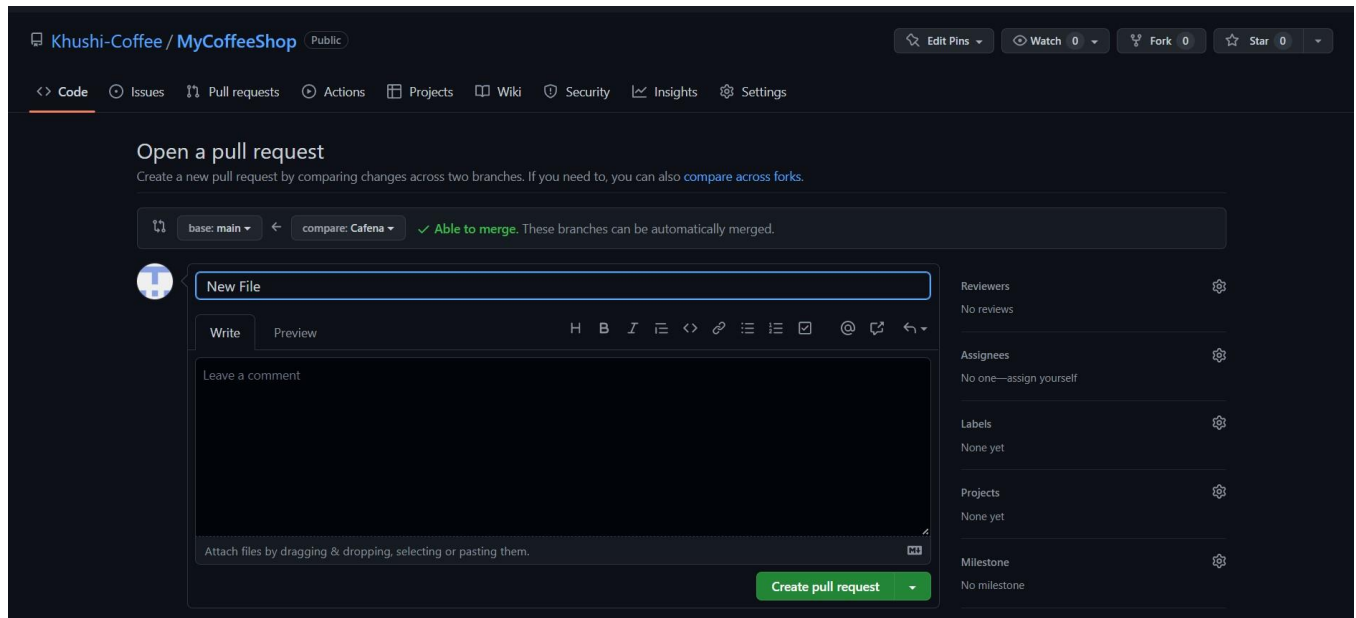 Khushi-Coffee / MyCoffeeShop Public Edit Pins Watch 0 Fork 0 Star 0
<> Code Issues Pull requests Actions Projects Wiki Security Insights Settings
Open a pull request
Create a new pull request by comparing changes across two branches. If you need to, you can also compare across forks.
base: main ← compare: Cafena ✓ Able to merge. These branches can be automatically merged.
New File
Write Preview H B I
Leave a comment
Attach files by dragging & dropping, selecting or pasting them.
Create pull request
Reviewers
No reviews
Assignees
No one—assign yourself
Labels
None yet
Projects
None yet
Milestone
No milestone